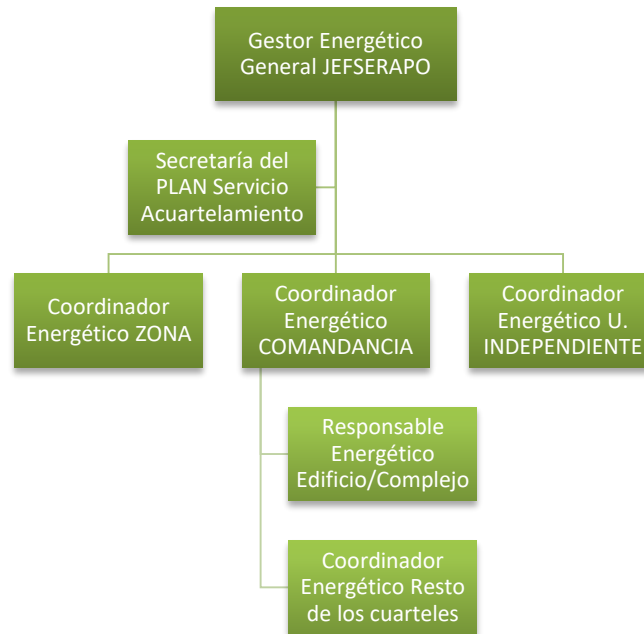 Gestor Energético
General JEFSERAPO
Secretaría del
PLAN Servicio
Acuartelamiento
Coordinador
Energético ZONA
Coordinador
Energético
COMANDANCIA
Coordinador
Energético U.
INDEPENDIENTE
Responsable
Energético
Edificio/Complejo
Coordinador
Energético Resto
de los cuarteles